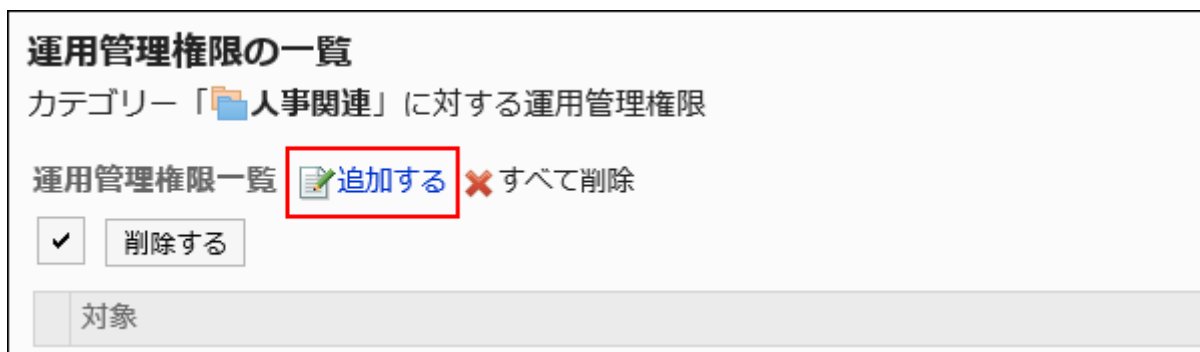 運用管理権限の一覧
カテゴリー「人事関連」に対する運用管理権限
運用管理権限一覧 追加する すべて削除
削除する
対象